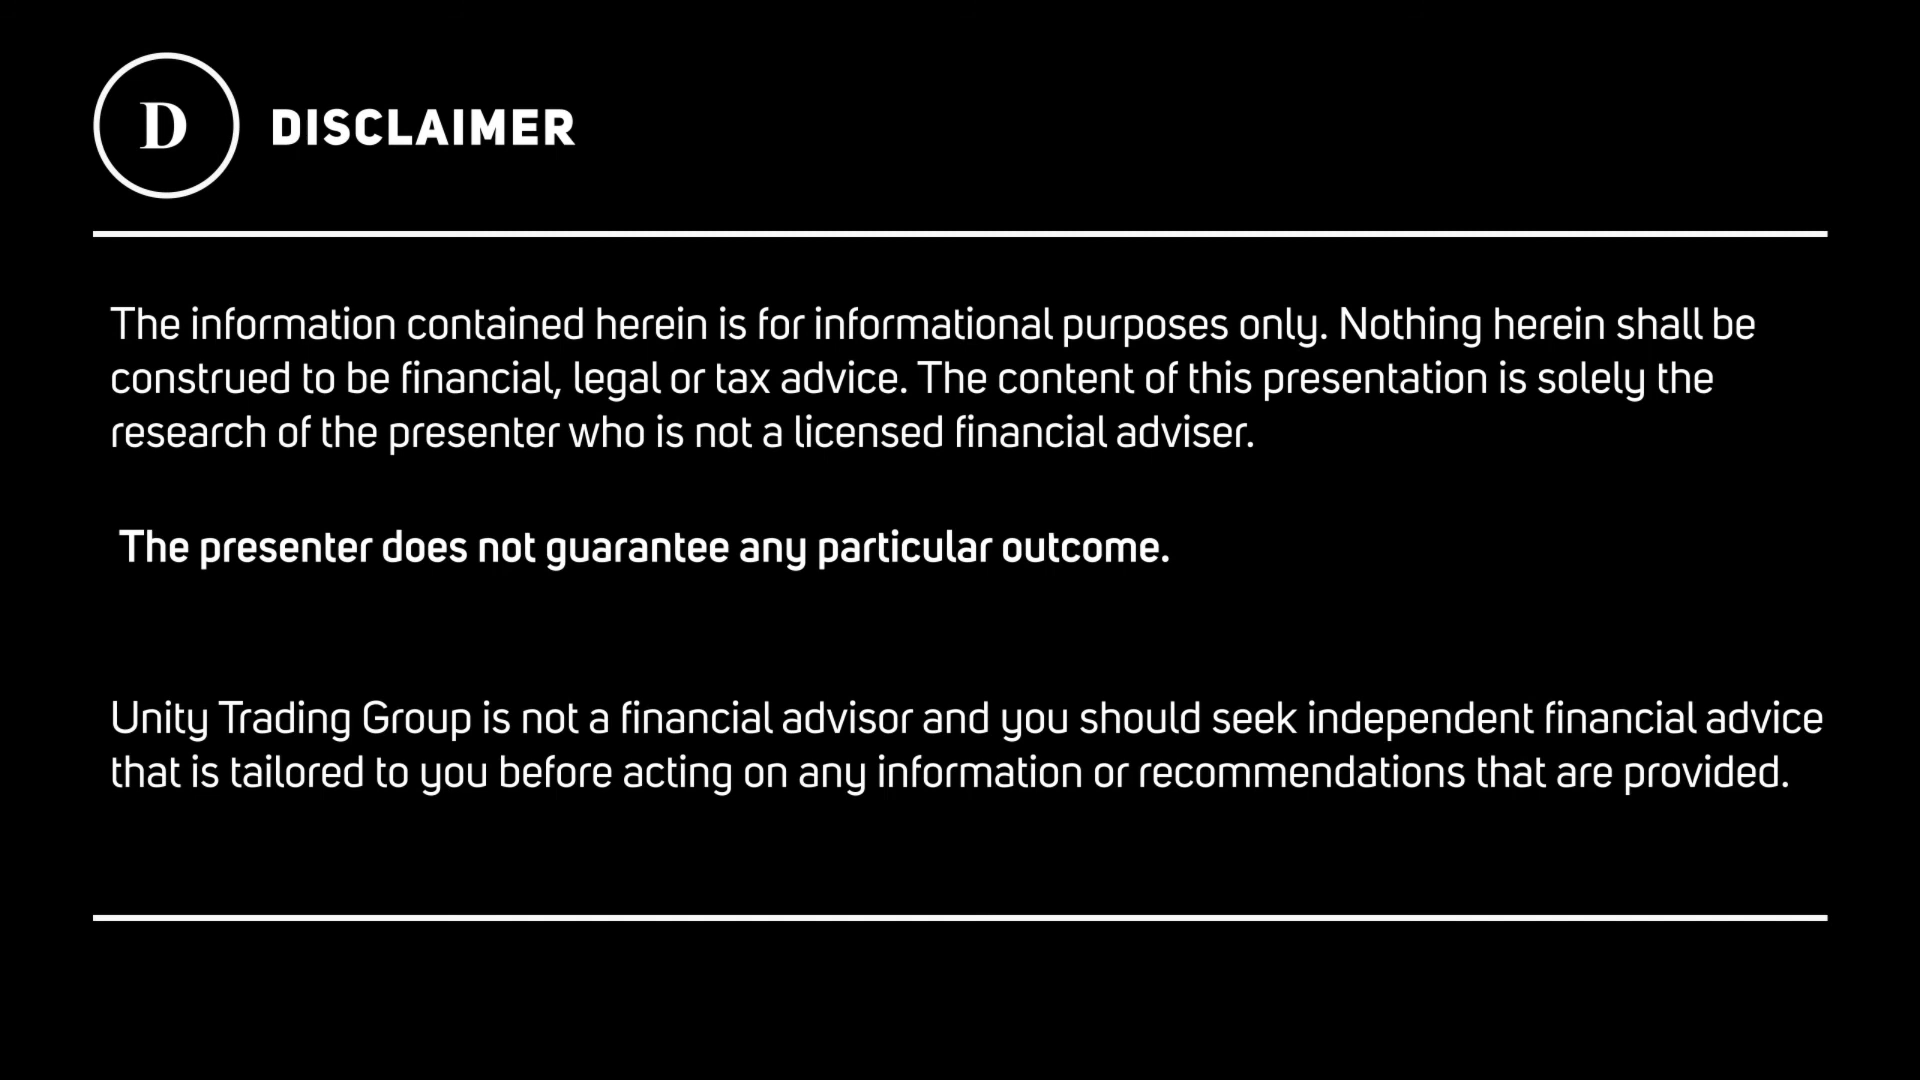 D
DISCLAIMER
The information contained herein is for informational purposes only. Nothing herein shall be
construed to be financial, legal or tax advice. The content of this presentation is solely the
research of the presenter who is not a licensed financial adviser.
The presenter does not guarantee any particular outcome.
Unity Trading Group is not a financial advisor and you should seek independent financial advice
that is tailored to you before acting on any information or recommendations that are provided.